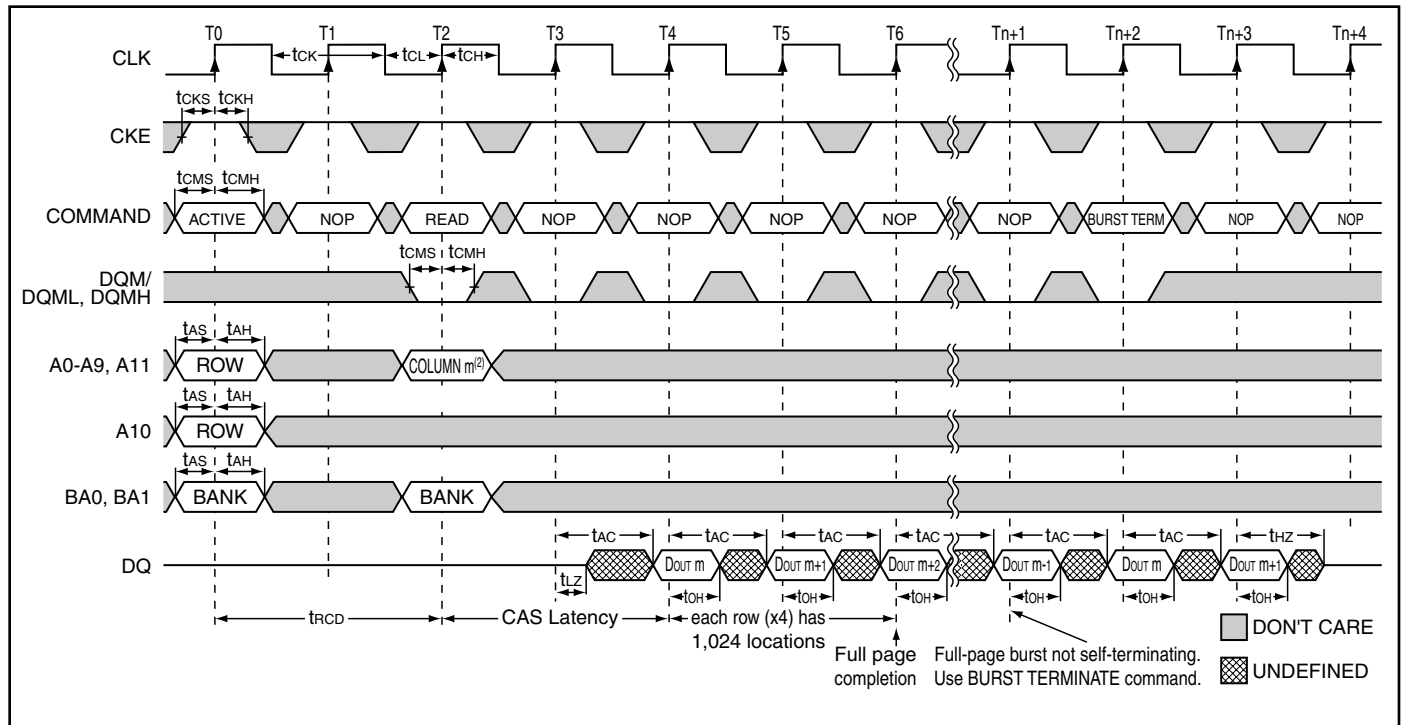 T0 T1 T2 T3 T4 T5 T6 Tn+1 Tn+2 Tn+3 Tn+4
CLK
tCK tCL tCH
tCKS tCKH
CKE
tCMS tCMH
COMMAND ACTIVE NOP READ NOP NOP NOP NOP NOP BURST TERM NOP NOP
tCMS tCMH
DQM/
DQML, DQMH
tAS tAH
A0-A9, A11 ROW COLUMN m(2)
tAS tAH
A10 ROW
tAS tAH
BA0, BA1 BANK BANK
tAC tAC tAC tAC tAC tAC tHZ
DQ DOUT m DOUT m+1 DOUT m+2 DOUT m-1 DOUT m DOUT m+1
tLZ tOH tOH tOH tOH tOH tOH
tRCD CAS Latency each row (x4) has
1,024 locations
Full page
completion
Full-page burst not self-terminating.
Use BURST TERMINATE command.
DON'T CARE
UNDEFINED